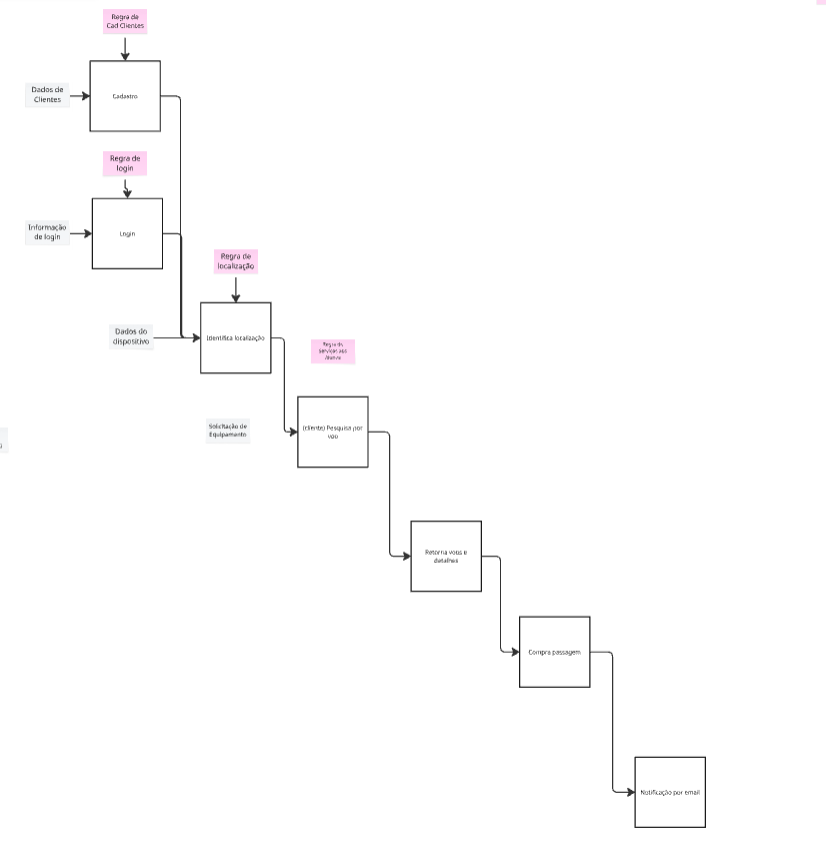 Regra de
Cad Clientes
Dados de
Clientes
Cadastro
Regra de
login
Informação
de login
Login
Regra de
localização
Dados do
dispositivo
Identifica localização
Regra de
Solicitação de
Equipamento
(cliente) Pesquisa por
voo
Retorna voos e
detalhes
Compra passagem
Notificação por email